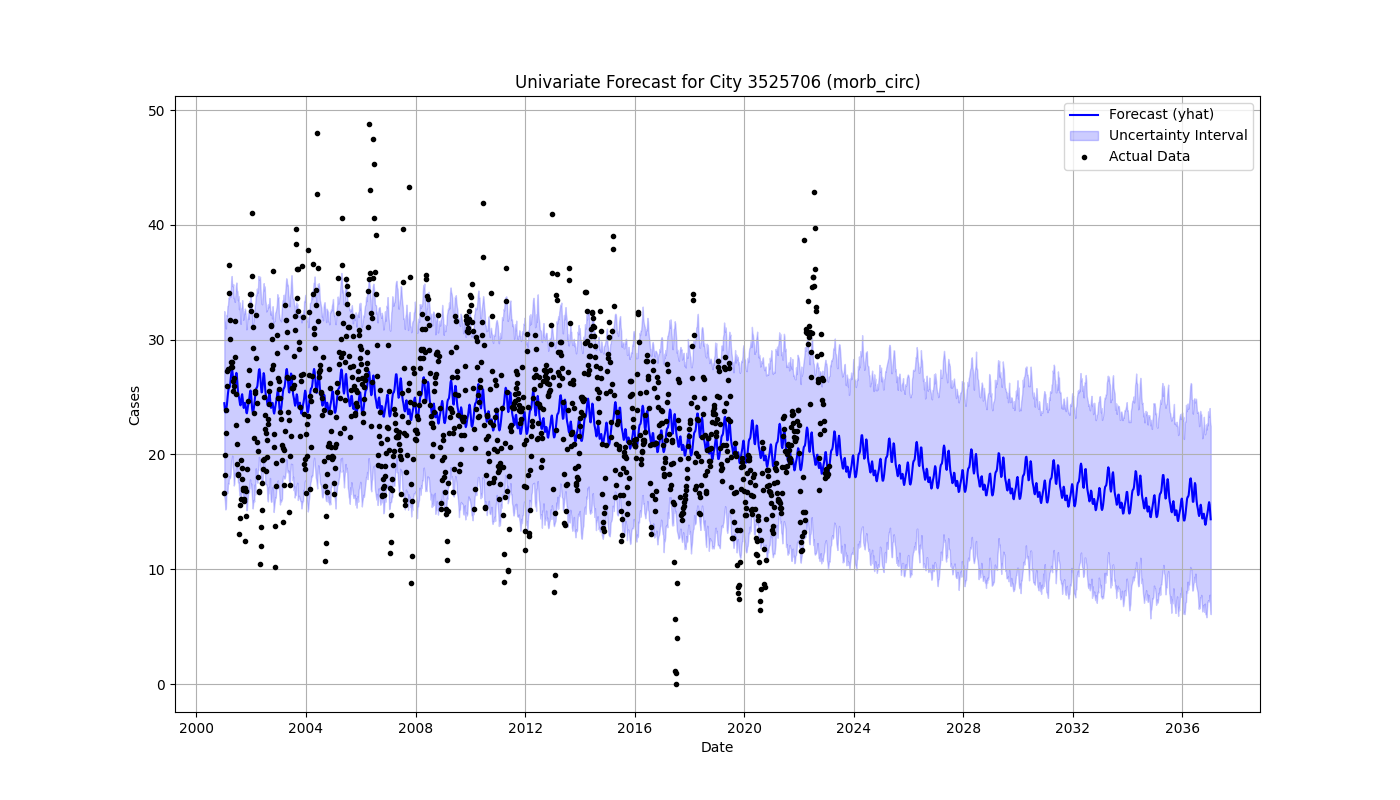 Univariate Forecast for City 3525706 (morb_circ)
Forecast (yhat)
Uncertainty Interval
Actual Data
Cases
50
40
30
20
10
0
2000 2004 2008 2012 2016 2020 2024 2028 2032 2036
Date